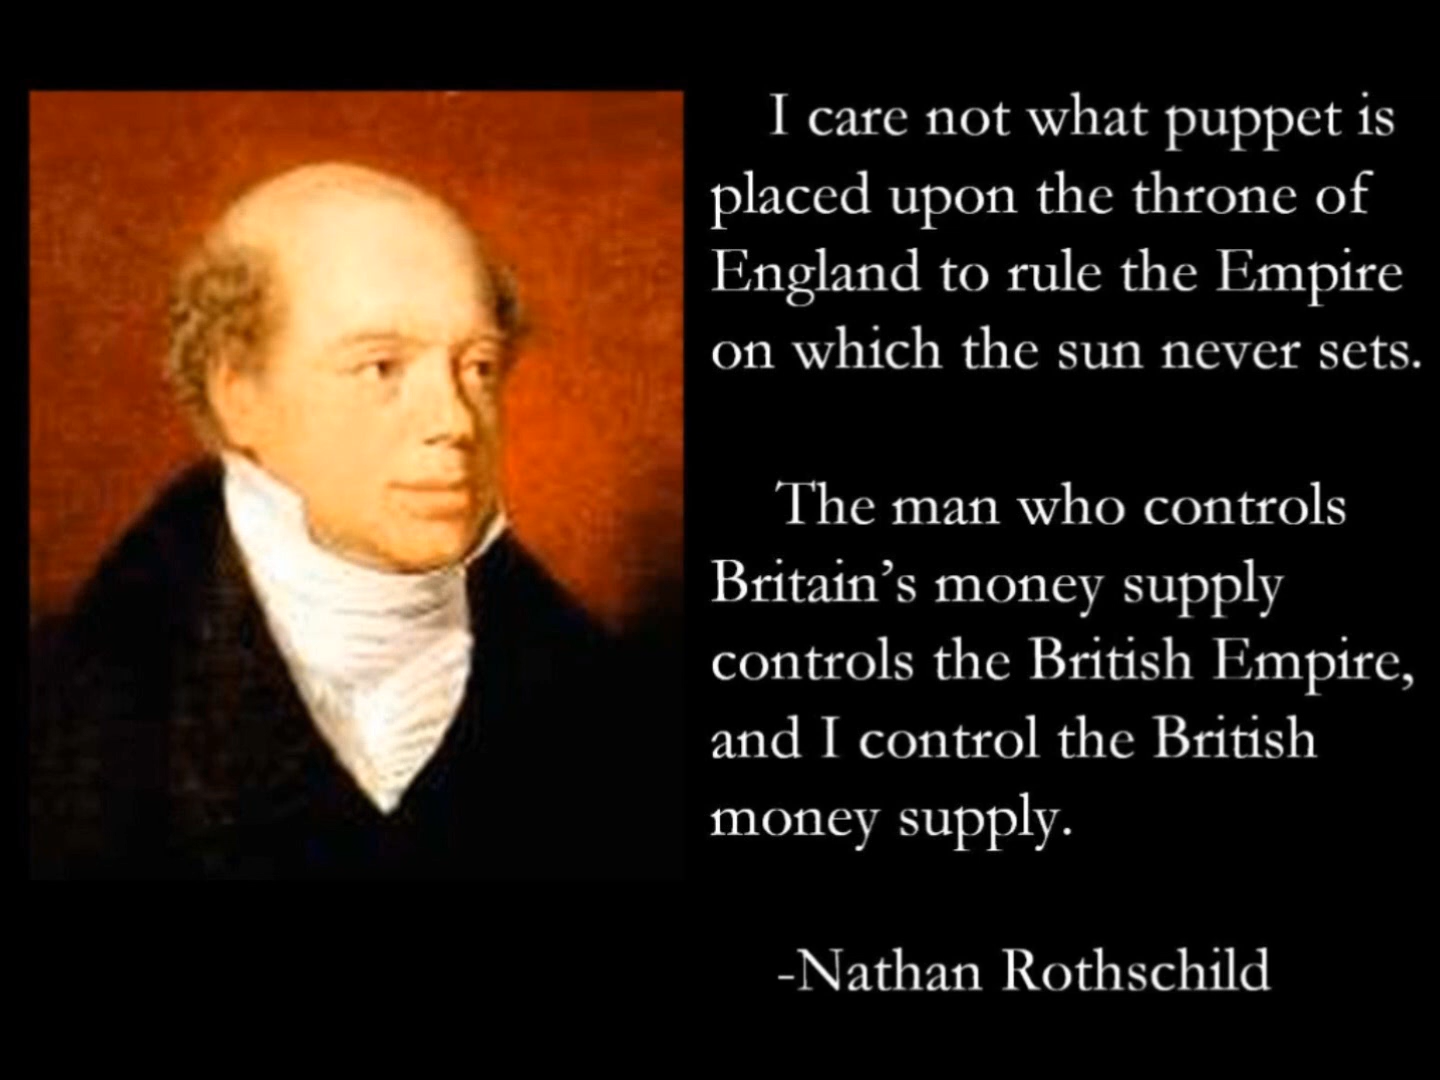 I care not what puppet is
placed upon the throne of
England to rule the Empire
on which the sun never sets.
The man who controls
Britain’s money supply
controls the British Empire,
and I control the British
money supply.
-Nathan Rothschild